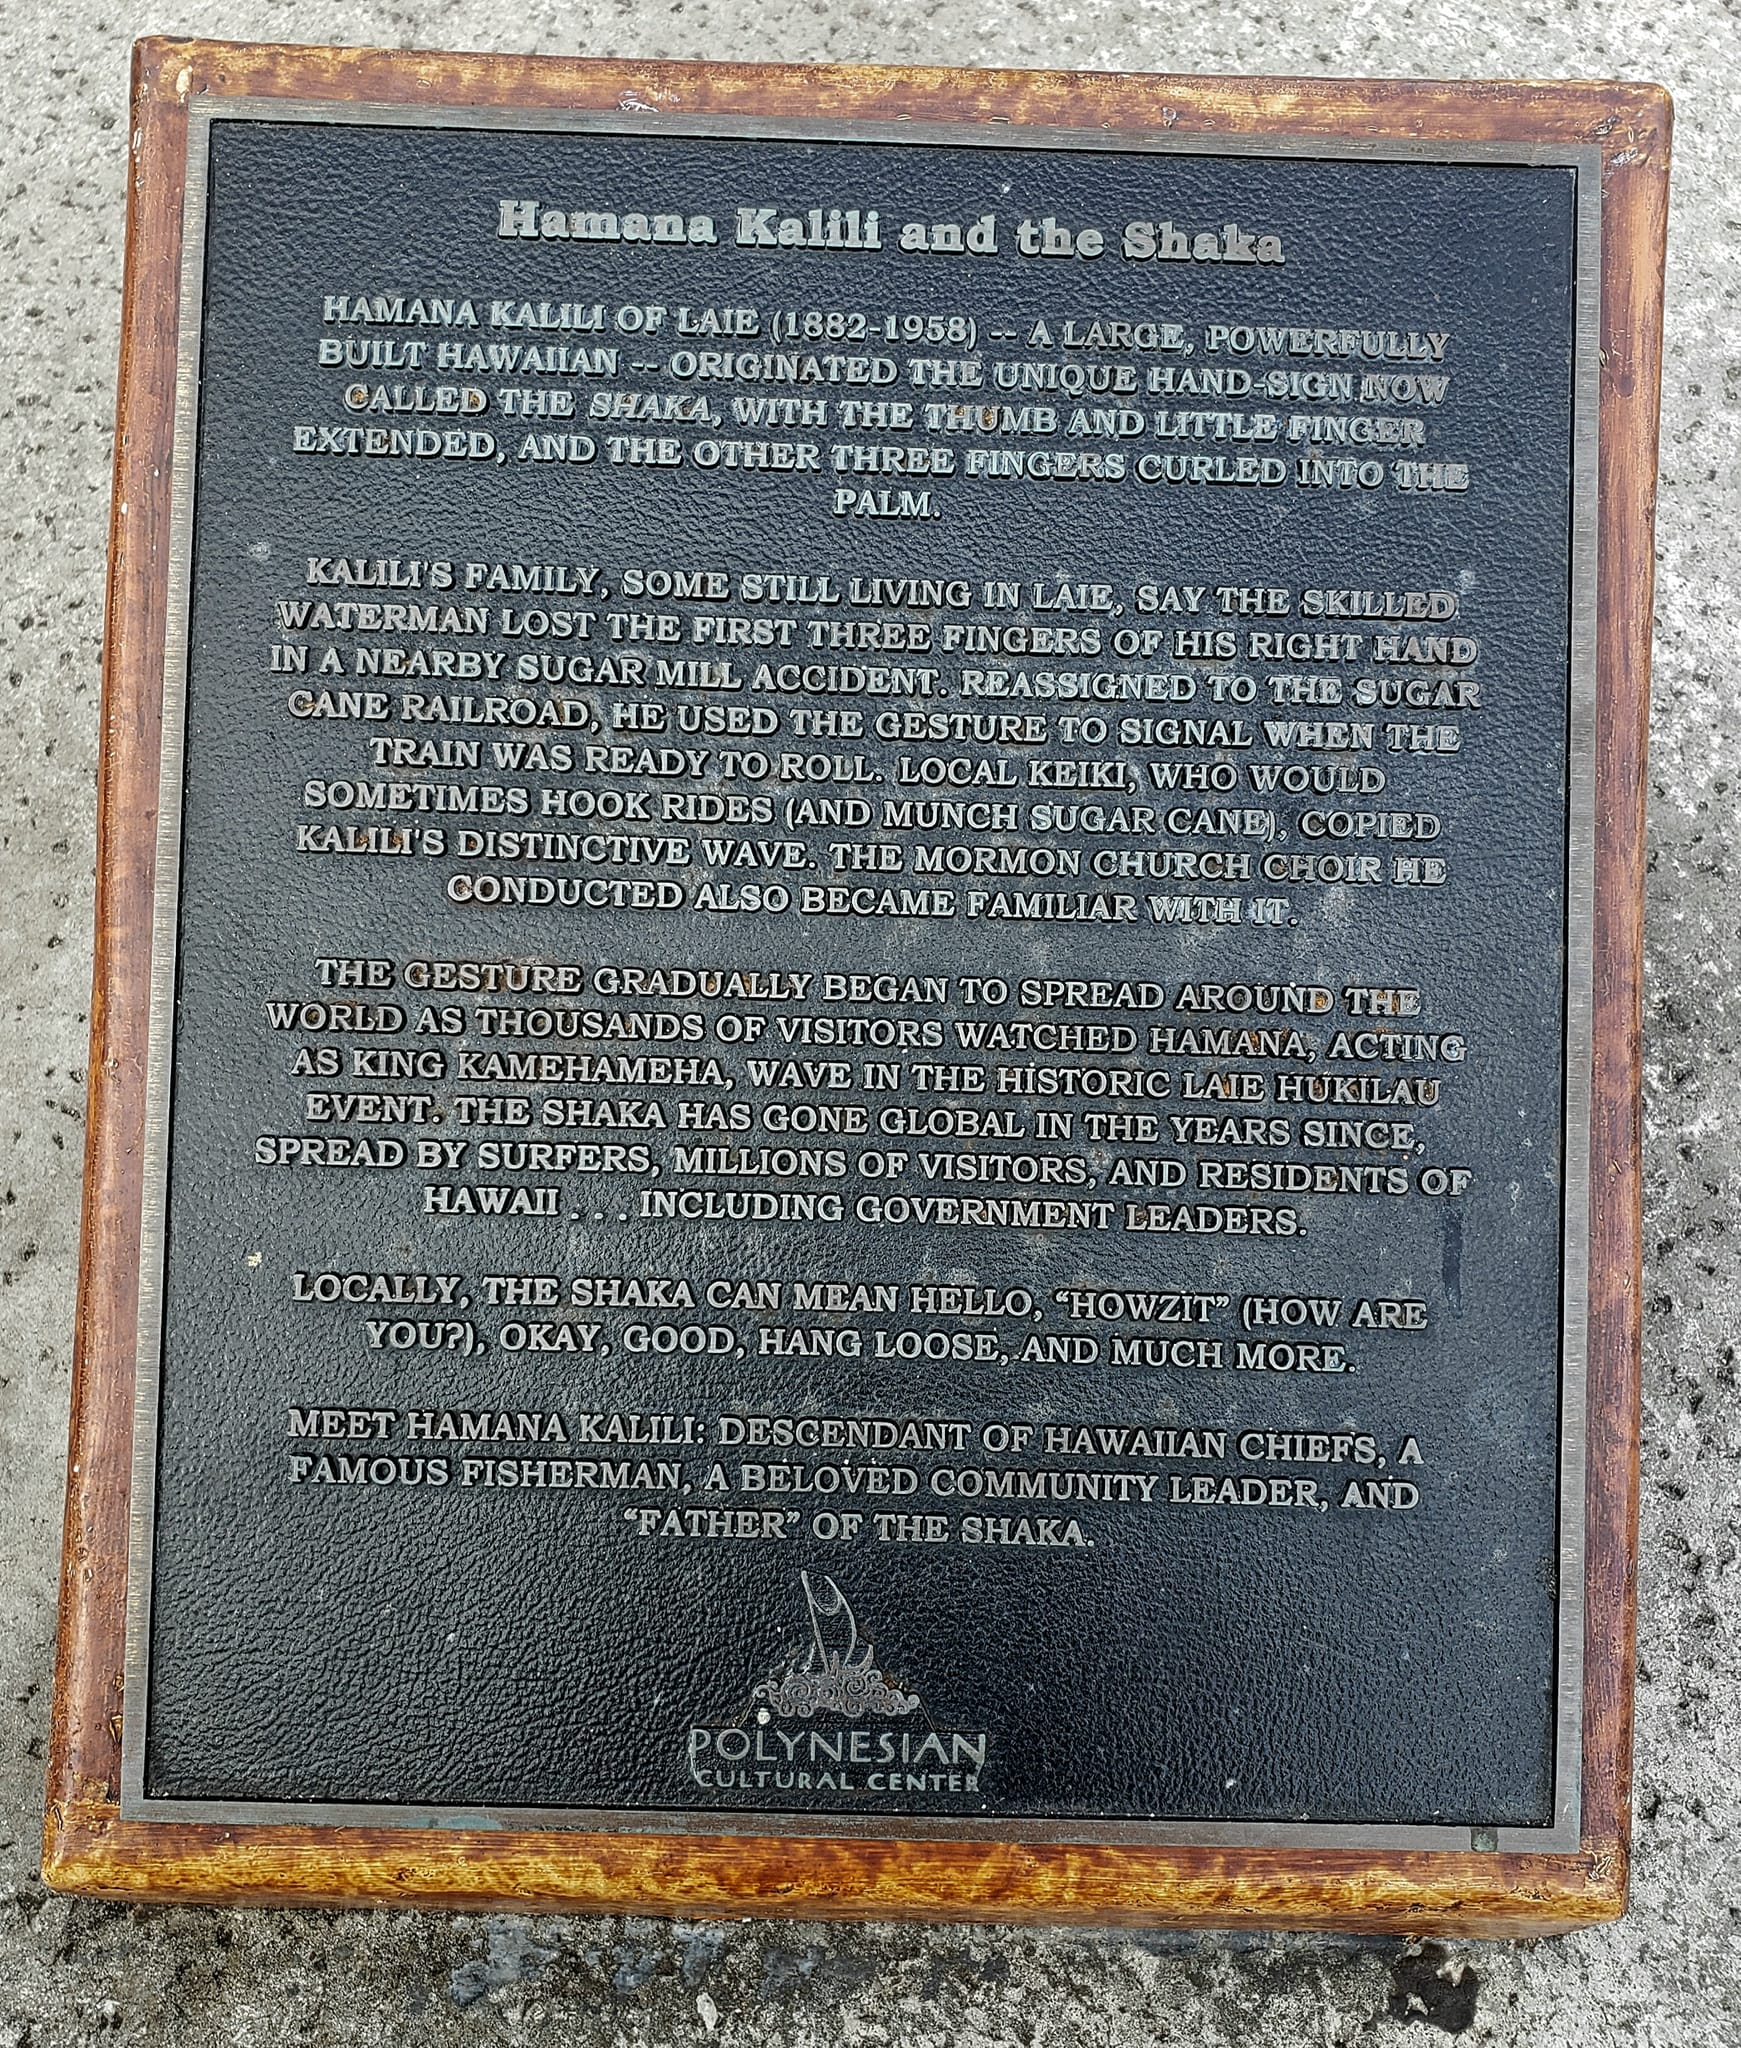 Hamana Kalili and the Shaka
HAMANA KALILI OF LAIE (1882-1958) -- A LARGE, POWERFULLY
BUILT HAWAIIAN -- ORIGINATED THE UNIQUE HAND-SIGN NOW
CALLED THE SHAKA, WITH THE THUMB AND LITTLE FINGER
EXTENDED, AND THE OTHER THREE FINGERS CURLED INTO THE
PALM.
KALILI'S FAMILY, SOME STILL LIVING IN LAIE, SAY THE SKILLED
WATERMAN LOST THE FIRST THREE FINGERS OF HIS RIGHT HAND
IN A NEARBY SUGAR MILL ACCIDENT. REASSIGNED TO THE SUGAR
CANE RAILROAD, HE USED THE GESTURE TO SIGNAL WHEN THE
TRAIN WAS READY TO ROLL. LOCAL KEIKI, WHO WOULD
SOMETIMES HOOK RIDES (AND MUNCH SUGAR CANE), COPIED
KALILI'S DISTINCTIVE WAVE. THE MORMON CHURCH CHOIR HE
CONDUCTED ALSO BECAME FAMILIAR WITH IT.
THE GESTURE GRADUALLY BEGAN TO SPREAD AROUND THE
WORLD AS THOUSANDS OF VISITORS WATCHED HAMANA, ACTING
AS KING KAMEHAMEHA, WAVE IN THE HISTORIC LAIE HUKILAU
EVENT. THE SHAKA HAS GONE GLOBAL IN THE YEARS SINCE,
SPREAD BY SURFERS, MILLIONS OF VISITORS, AND RESIDENTS OF
HAWAII . . . INCLUDING GOVERNMENT LEADERS.
LOCALLY, THE SHAKA CAN MEAN HELLO, “HOWZIT” (HOW ARE
YOU?), OKAY, GOOD, HANG LOOSE, AND MUCH MORE.
MEET HAMANA KALILI: DESCENDANT OF HAWAIIAN CHIEFS, A
FAMOUS FISHERMAN, A BELOVED COMMUNITY LEADER, AND
“FATHER” OF THE SHAKA.
POLYNESIAN
CULTURAL CENTER